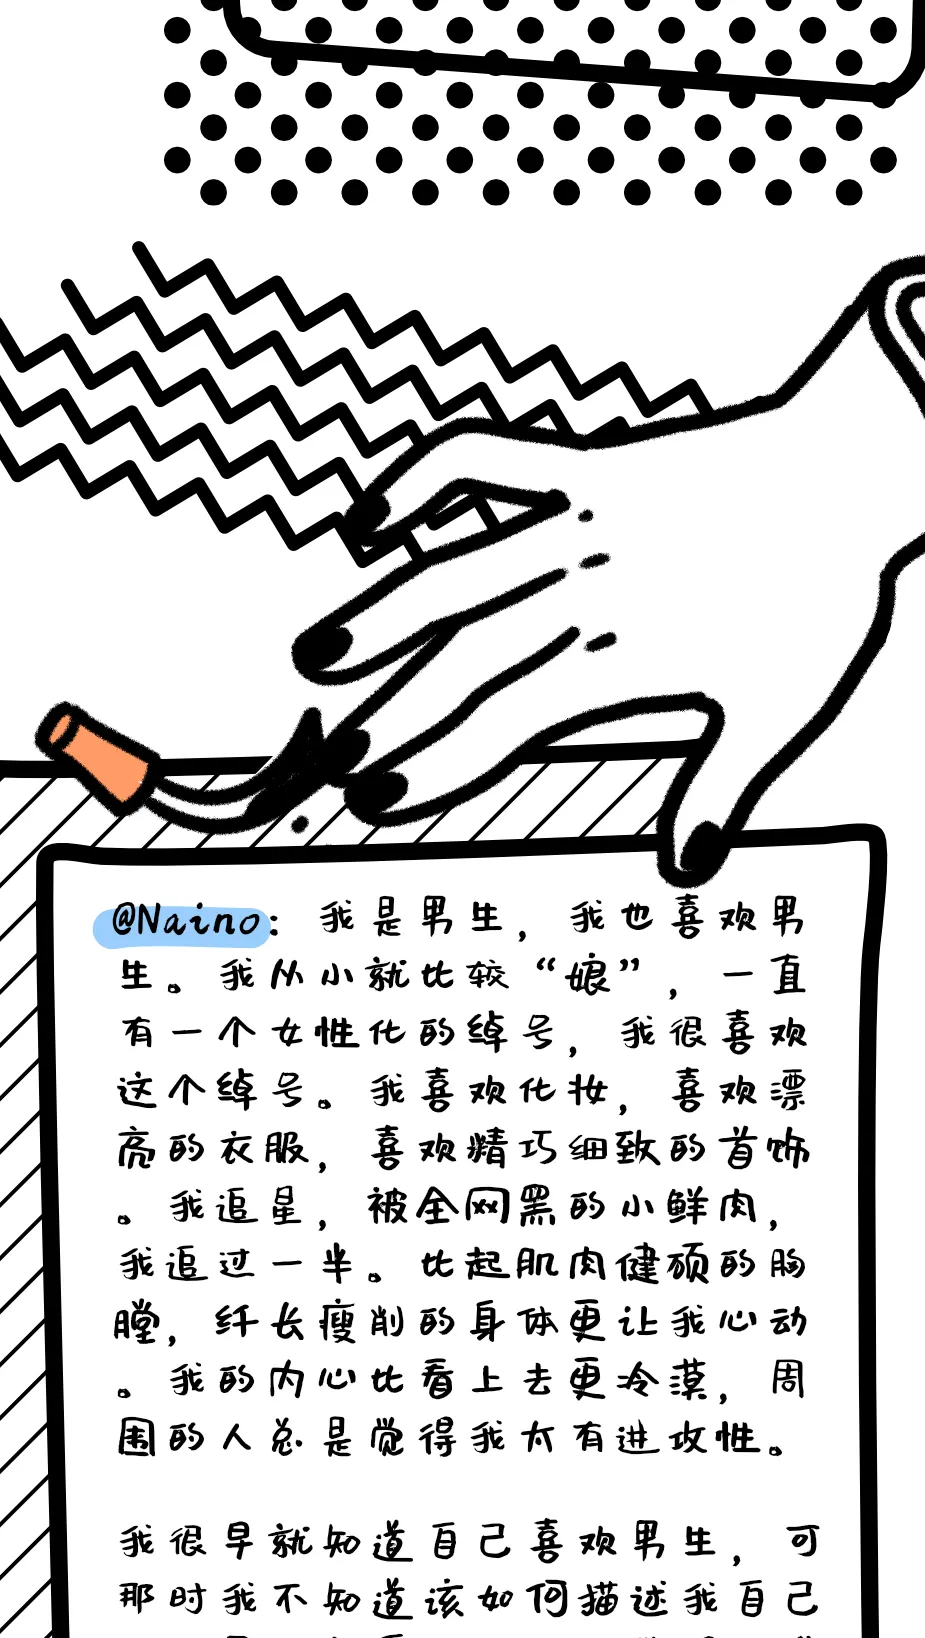 @Naino：我是男生，我也喜欢男
生。我从小就比较“娘”，一直
有一个女性化的绰号，我很喜欢
这个绰号。我喜欢化妆，喜欢漂
亮的衣服，喜欢精巧细致的首饰
。我追星，被全网黑的小鲜肉，
我追过一半。比起肌肉健硕的胸
膛，纤长瘦削的身体更让我心动
。我的内心比看上去更冷漠，周
围的人总是觉得我太有进攻性。
我很早就知道自己喜欢男生，可
那时我不知道该如何描述我自己